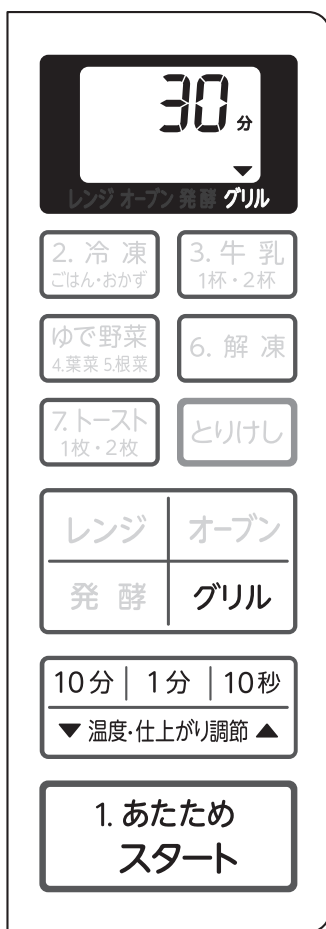 30分
▼
レンジ オーブン 発酵 グリル
2. 冷凍
ごはん・おかず
3. 牛乳
1杯・2杯
ゆで野菜
4.葉菜 5.根菜
6. 解凍
7. トースト
1枚・2枚
とりけし
レンジ
オーブン
発酵
グリル
10分 | 1分 | 10秒
▼ 温度・仕上がり調節 ▲
1. あたため
スタート